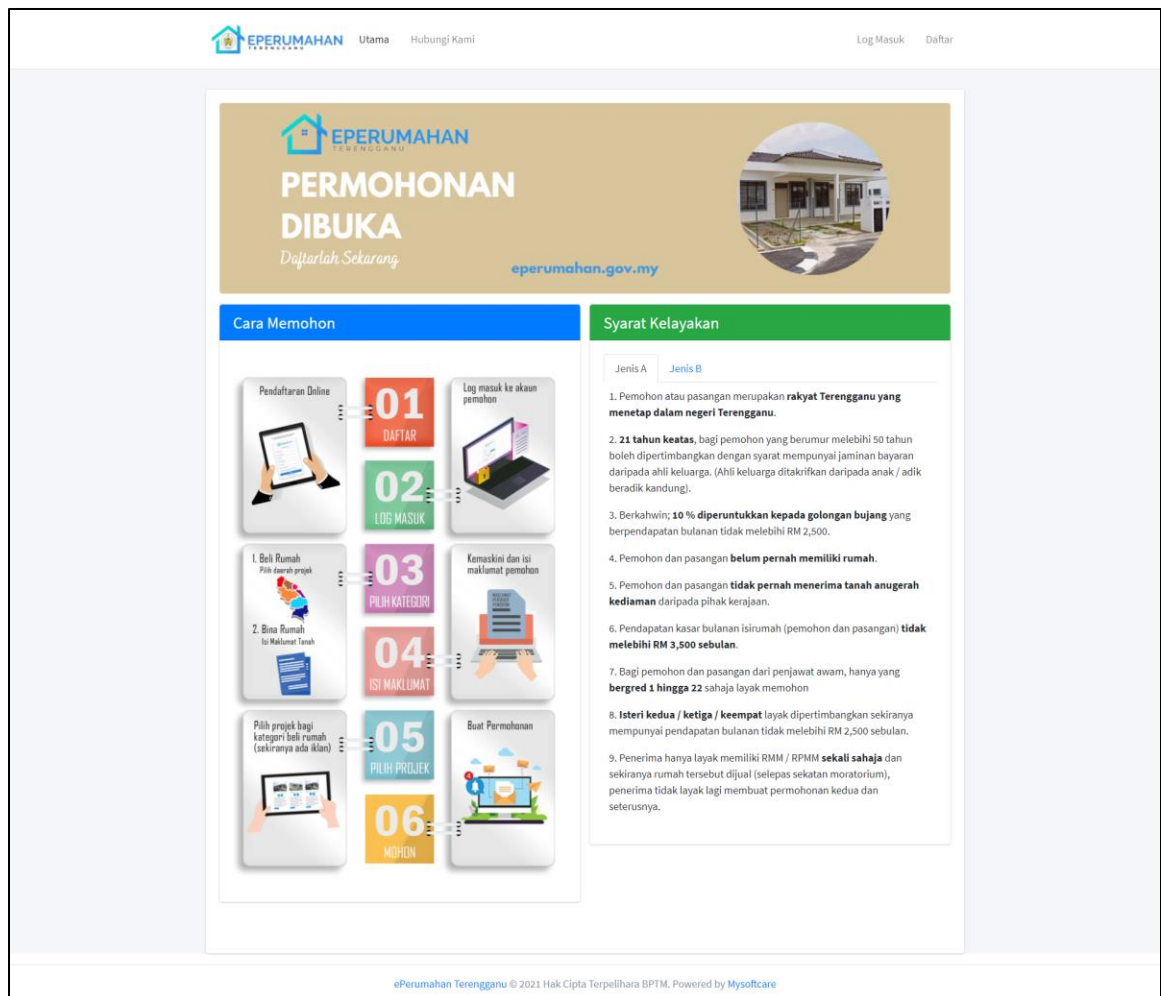 EPERUMAHAN
TERENGGANU
Utama
Hubungi Kami
Log Masuk
Daftar
EPERUMAHAN
TERENGGANU
PERMOHONAN
DIBUKA
Daftarlah Sekarang
eperumahan.gov.my
Cara Memohon
Pendaftaran Online
01
DAFTAR
Log masuk ke akaun
pemohon
02
LOG MASUK
1. Beli Rumah
Pilih daerah projek
2. Bina Rumah
Isi Maklumat Tanah
03
PILIH KATEGORI
Kemaskini dan isi
maklumat pemohon
04
ISI MAKLUMAT
Pilih projek bagi
kategori beli rumah
(sekiranya ada iklan)
05
PILIH PROJEK
Buat Permohonan
06
MOHON
Syarat Kelayakan
Jenis A
Jenis B
1. Pemohon atau pasangan merupakan rakyat Terengganu yang
menetap dalam negeri Terengganu.
2. 21 tahun keatas, bagi pemohon yang berumur melebihi 50 tahun
boleh dipertimbangkan dengan syarat mempunyai jaminan bayaran
daripada ahli keluarga. (Ahli keluarga ditakrifkan daripada anak / adik
beradik kandung).
3. Berkahwin; 10 % diperuntukkan kepada golongan bujang yang
berpendapatan bulanan tidak melebihi RM 2,500.
4. Pemohon dan pasangan belum pernah memiliki rumah.
5. Pemohon dan pasangan tidak pernah menerima tanah anugerah
kediaman daripada pihak kerajaan.
6. Pendapatan kasar bulanan isirumah (pemohon dan pasangan) tidak
melebihi RM 3,500 sebulan.
7. Bagi pemohon dan pasangan dari penjawat awam, hanya yang
bergred 1 hingga 22 sahaja layak memohon
8. Isteri kedua / ketiga / keempat layak dipertimbangkan sekiranya
mempunyai pendapatan bulanan tidak melebihi RM 2,500 sebulan.
9. Penerima hanya layak memiliki RMM / RPMM sekali sahaja dan
sekiranya rumah tersebut dijual (selepas sekatan moratorium),
penerima tidak layak lagi membuat permohonan kedua dan
seterusnya.
ePerumahan Terengganu © 2021 Hak Cipta Terpelihara BPTM. Powered by Mysoftcare